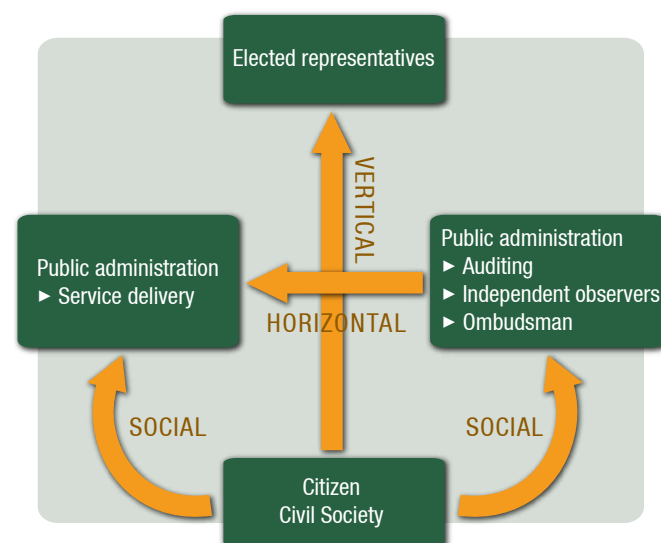 Elected representatives
VERTICAL
Public administration
► Service delivery
HORIZONTAL
Public administration
► Auditing
► Independent observers
► Ombudsman
SOCIAL
SOCIAL
Citizen
Civil Society